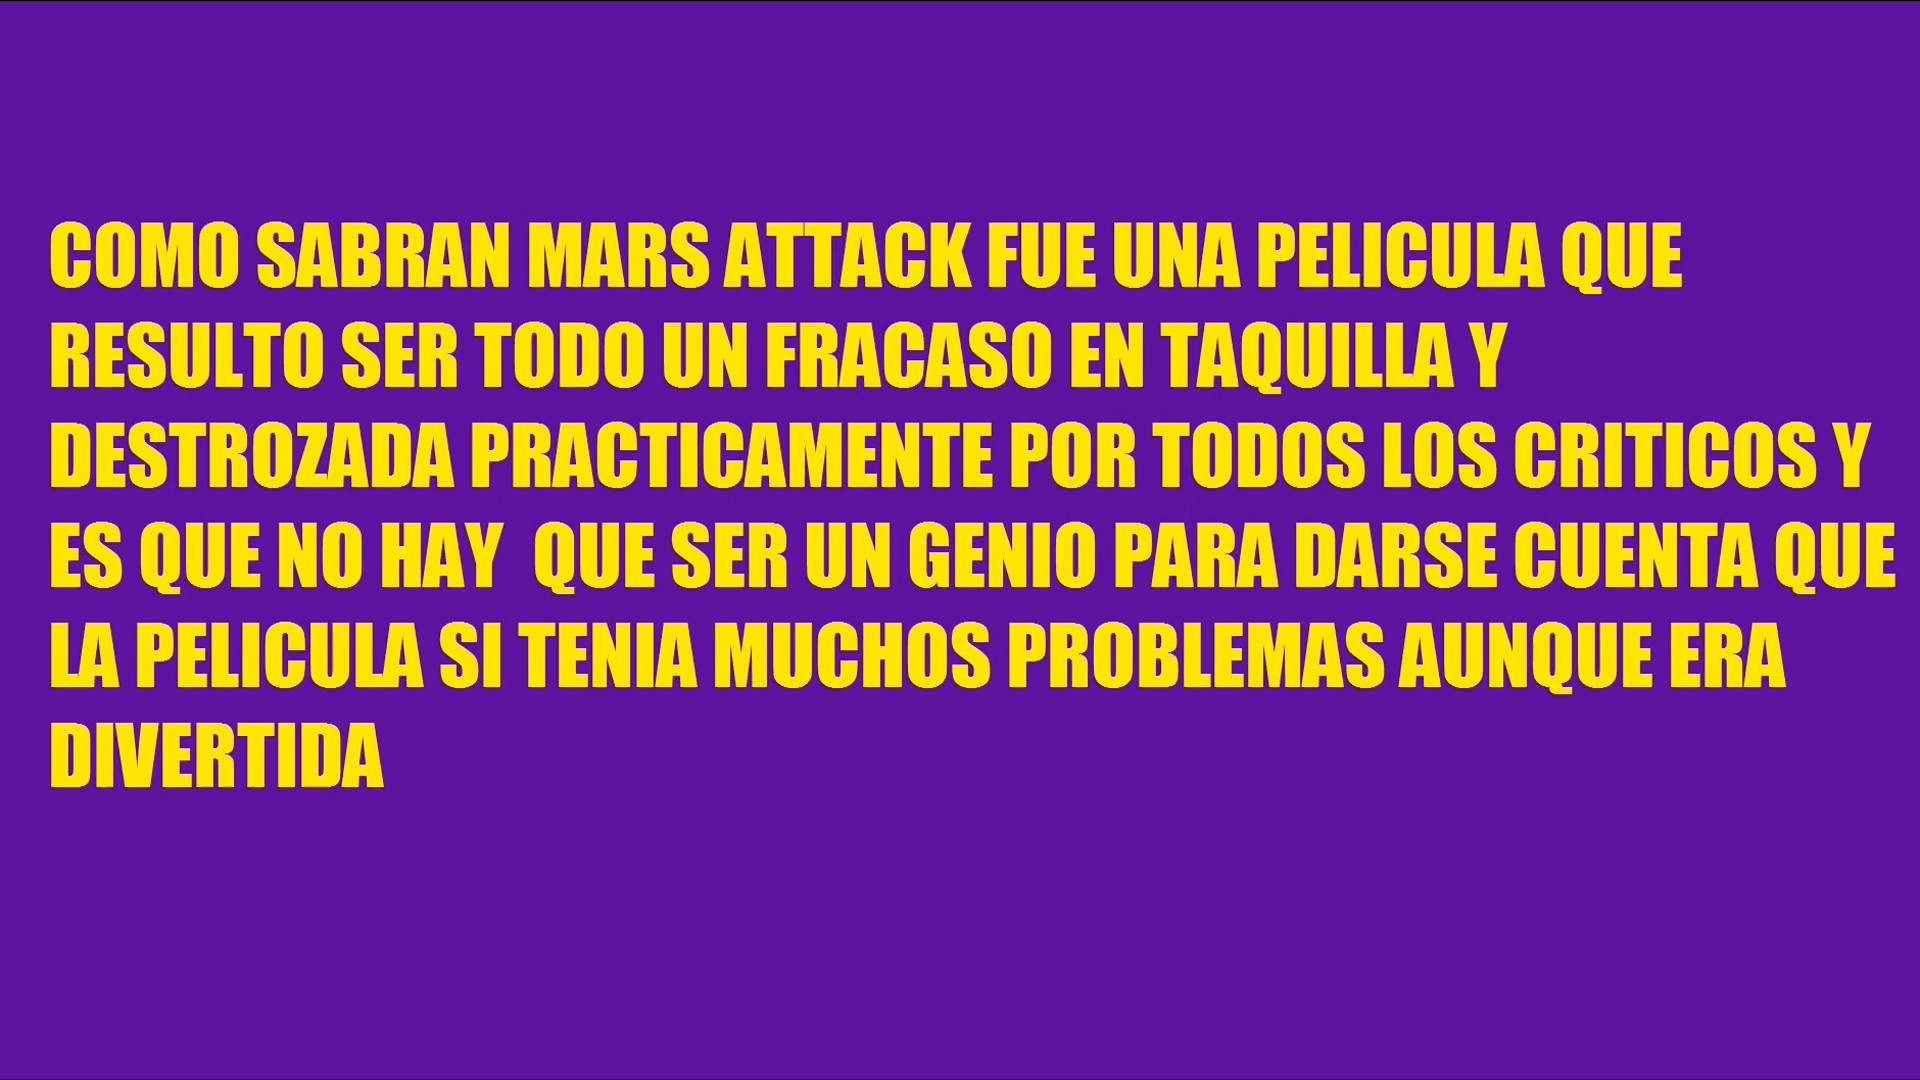 COMO SABRAN MARS ATTACK FUE UNA PELICULA QUE
RESULTO SER TODO UN FRACASO EN TAQUILLA Y
DESTROZADA PRACTICAMENTE POR TODOS LOS CRITICOS Y
ES QUE NO HAY  QUE SER UN GENIO PARA DARSE CUENTA QUE
LA PELICULA SI TENIA MUCHOS PROBLEMAS AUNQUE ERA
DIVERTIDA